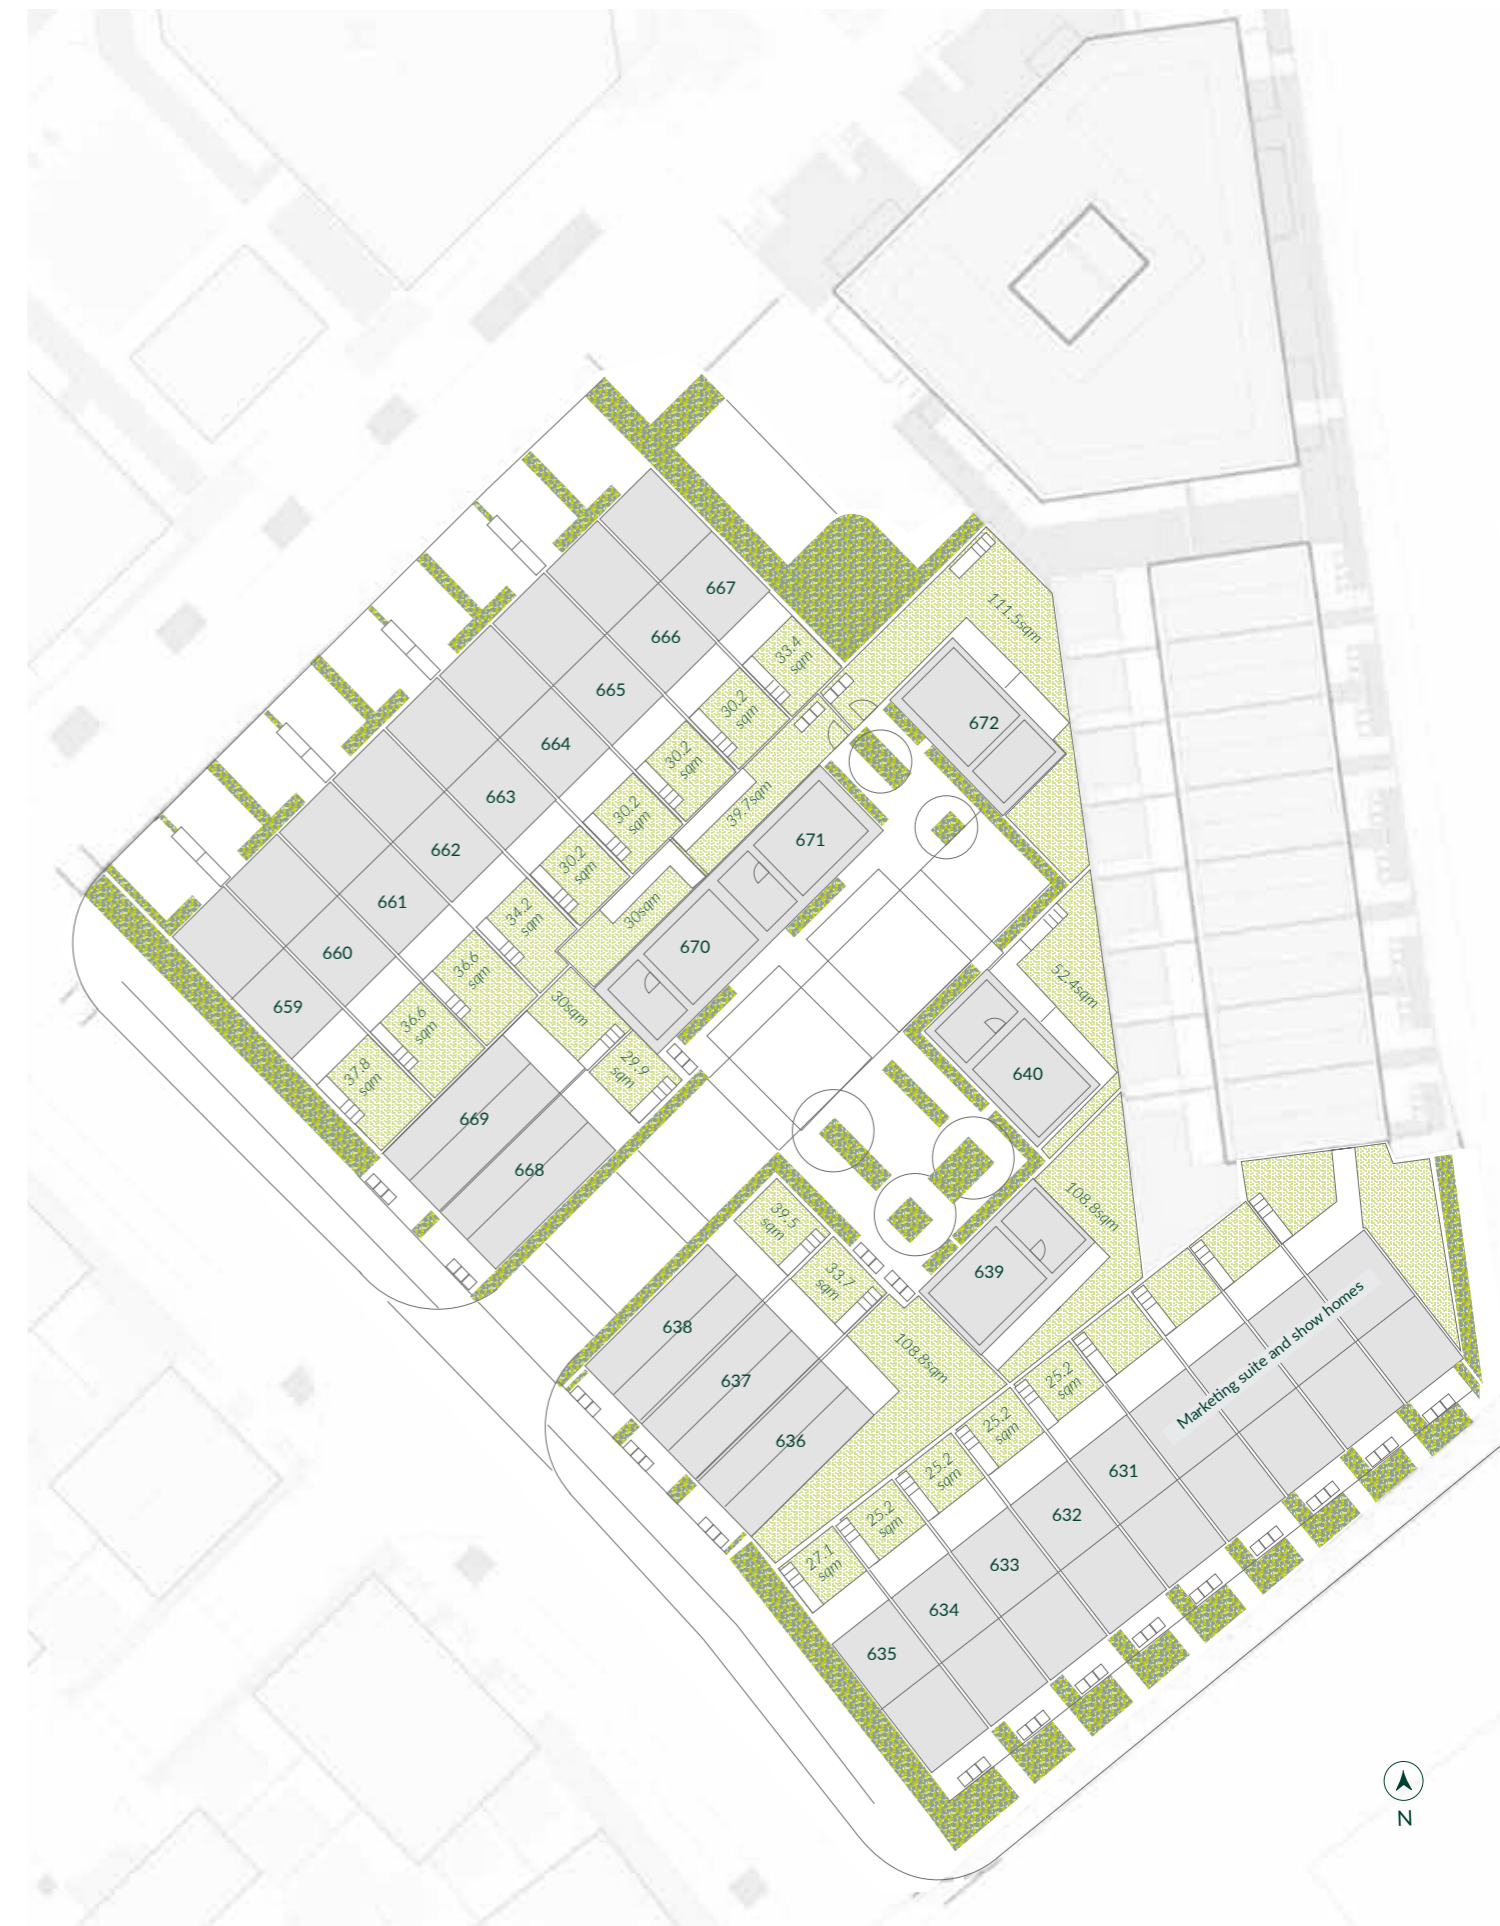 111.5sqm
667
33.4
sqm
666
30.2
sqm
665
672
30.2
sqm
664
39.7sqm
30.2
sqm
663
671
30.2
sqm
662
34.2
sqm
30sqm
661
670
660
36.6
sqm
52.4sqm
659
36.6
sqm
30sqm
29.9
sqm
640
37.8
sqm
669
668
108.8sqm
39.5
sqm
33.7
sqm
639
638
108.8sqm
637
Marketing suite and show homes
25.2
sqm
636
25.2
sqm
631
25.2
sqm
632
25.2
sqm
633
27.1
sqm
634
635
N